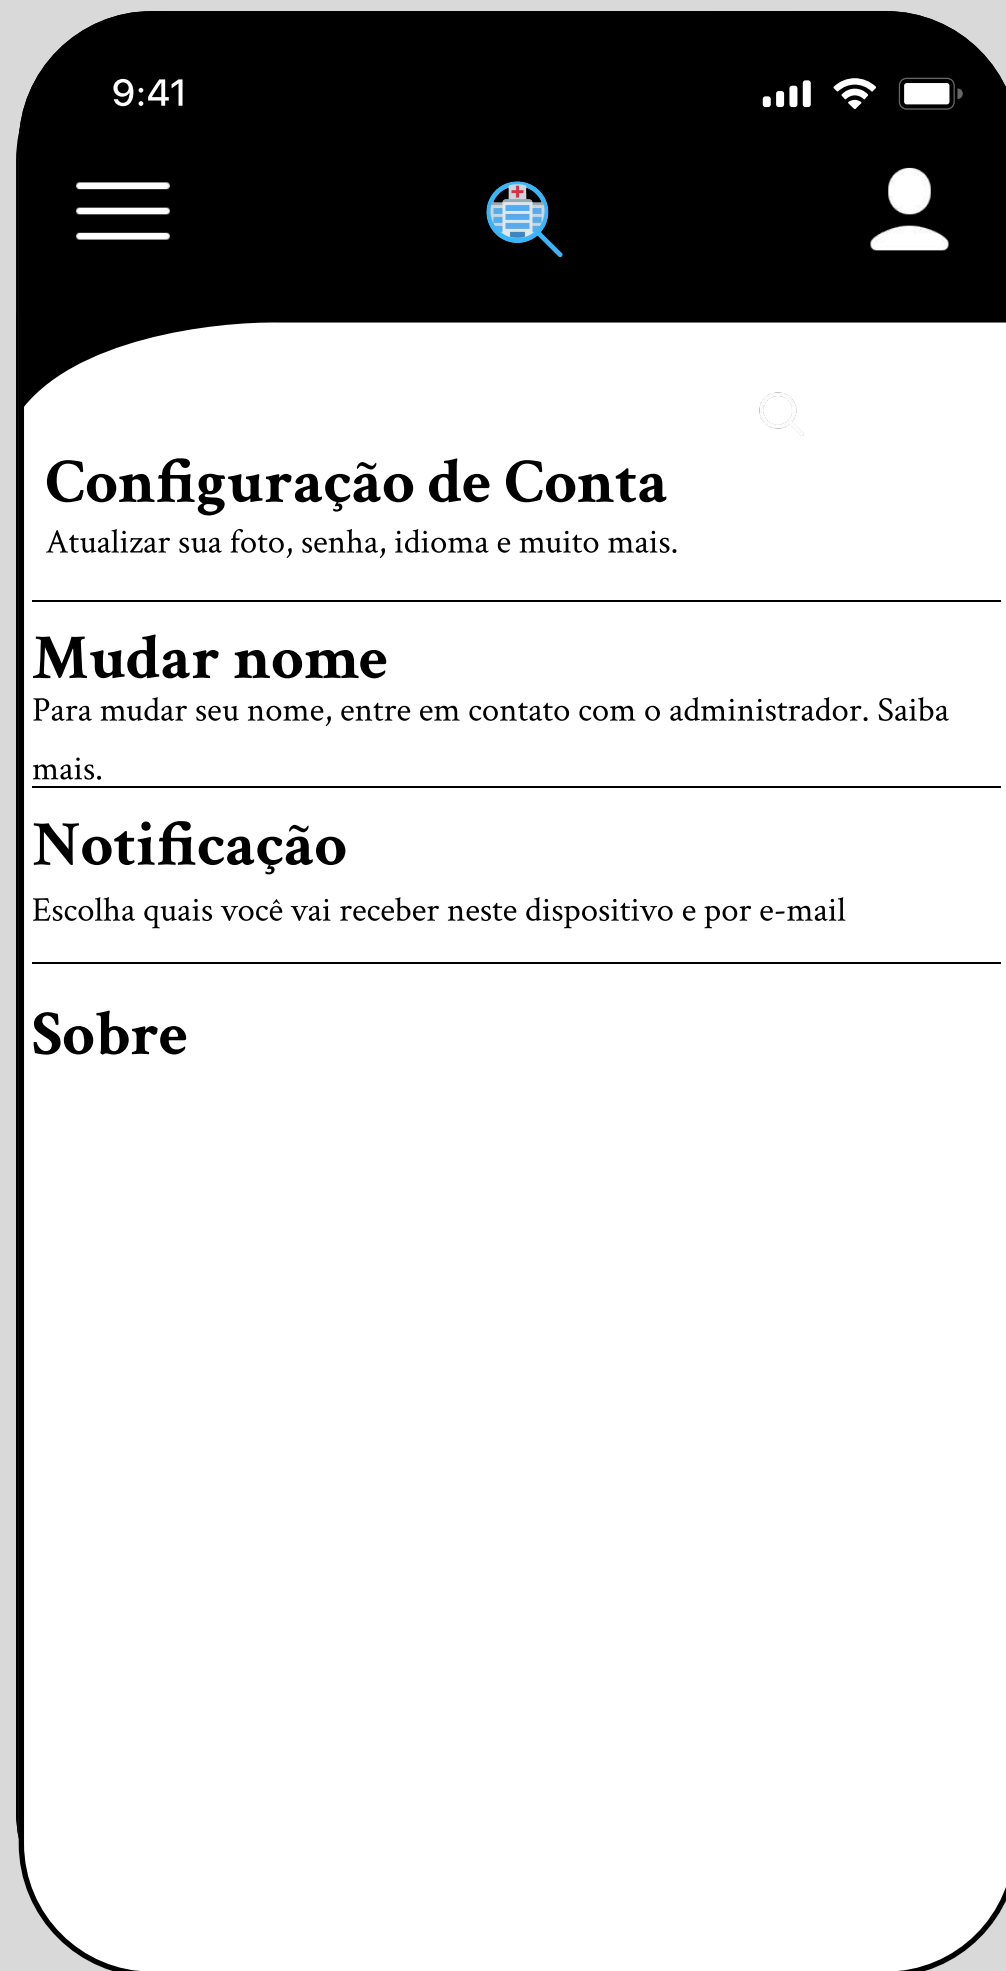 9:41
Configuração de Conta
Atualizar sua foto, senha, idioma e muito mais.
Mudar nome
Para mudar seu nome, entre em contato com o administrador. Saiba
mais.
Notificação
Escolha quais você vai receber neste dispositivo e por e-mail
Sobre